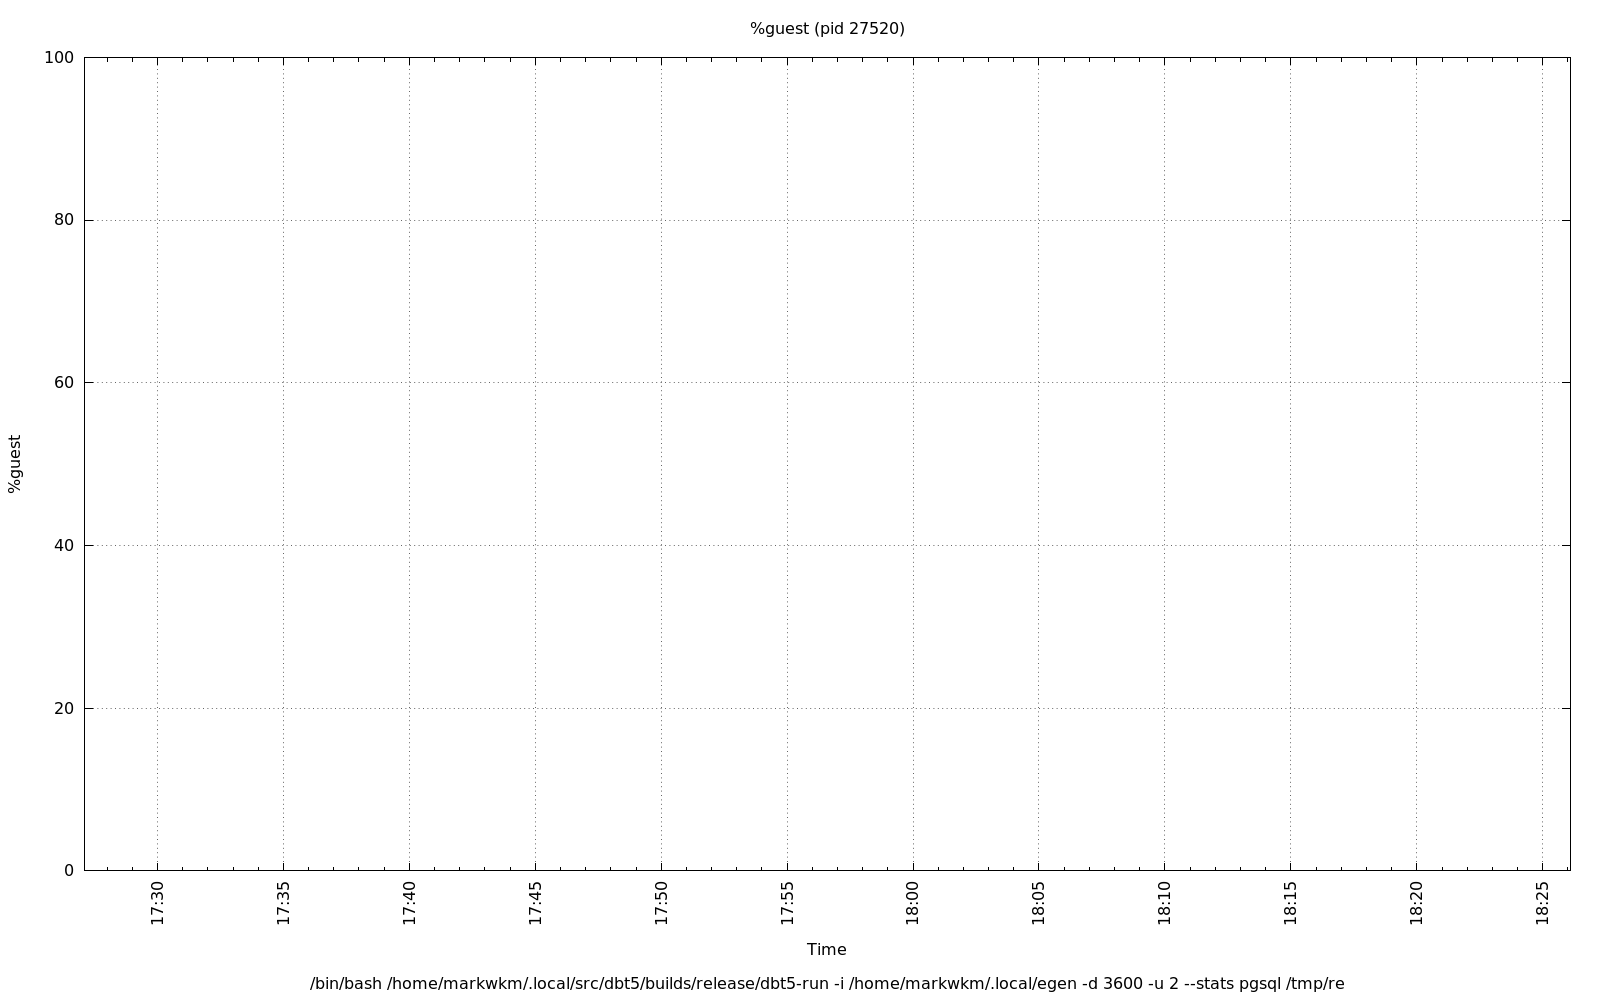 %guest (pid 27520)
100
80
60
40
20
0
%guest
17:30 17:35 17:40 17:45 17:50 17:55 18:00 18:05 18:10 18:15 18:20 18:25
Time
/bin/bash /home/markwkm/.local/src/dbt5/builds/release/dbt5-run -i /home/markwkm/.local/egen -d 3600 -u 2 --stats pgsql /tmp/re